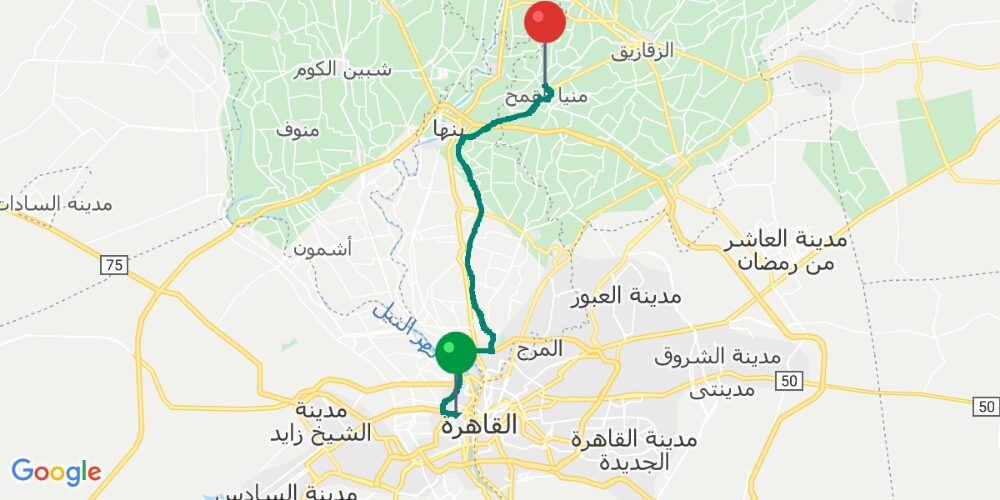 الزقازيق
شبين الكوم
منيا القمح
منوف
بنها
مدينة السادات
مدينة العاشر
من رمضان
أشمون
75
مدينة العبور
نهر النيل
المرج
مدينة الشروق
مدينتى
50
50
مدينة
الشيخ زايد
القاهرة
مدينة القاهرة
الجديدة
Google
مدينة السادس